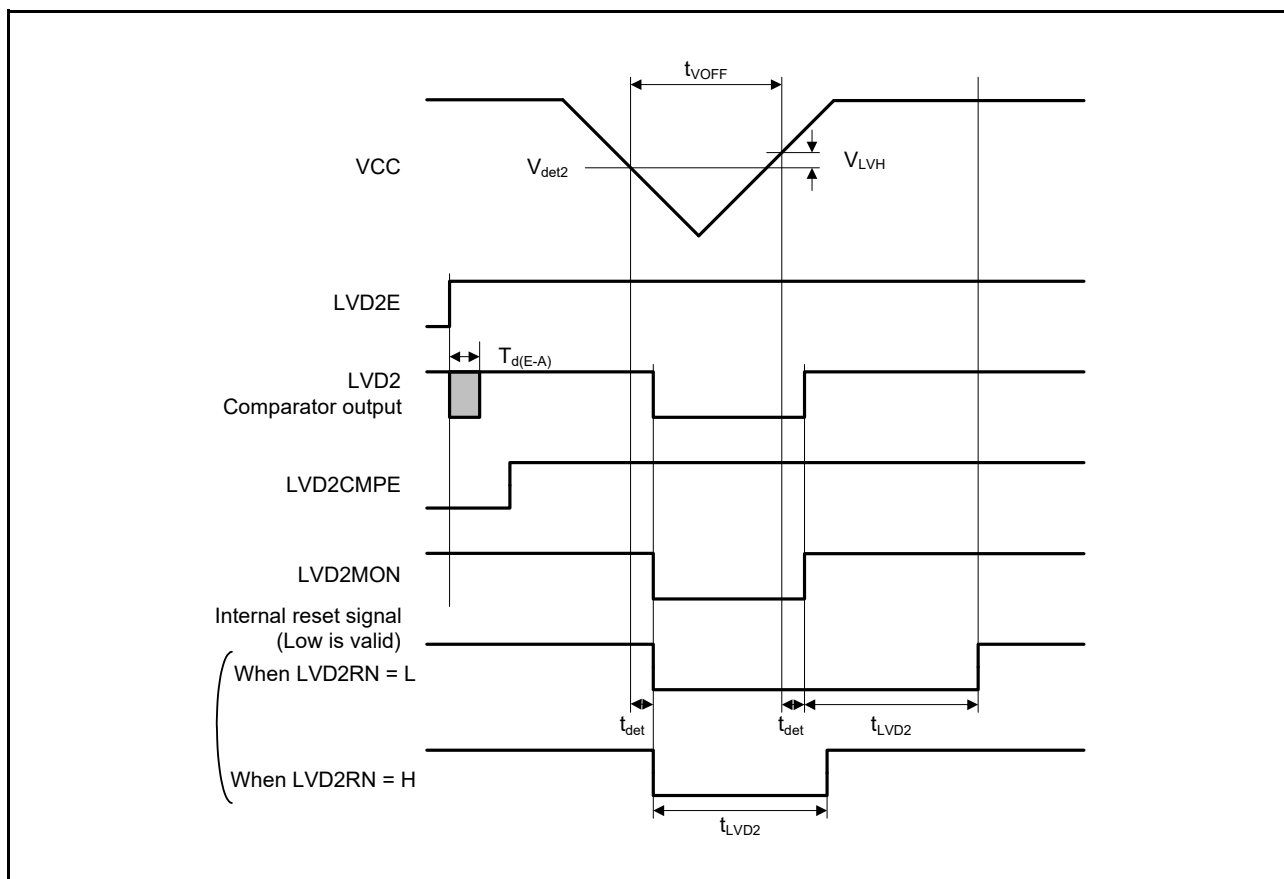 tVOFF
VCC
Vdet2
VLVH
LVD2E
Td(E-A)
LVD2
Comparator output
LVD2CMPE
LVD2MON
Internal reset signal
(Low is valid)
When LVD2RN = L
tdet
tdet
tLVD2
When LVD2RN = H
tLVD2